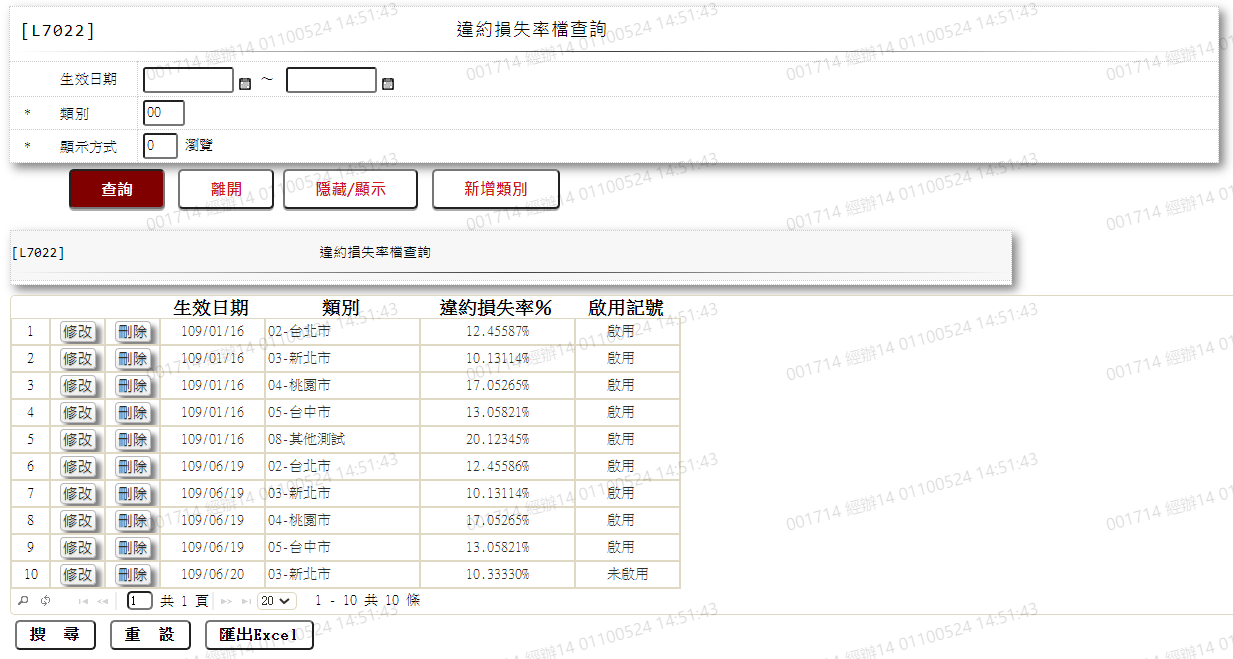 [L7022] 違約損失率檔查詢
生效日期 ～
* 類別 00
* 顯示方式 0 瀏覽
查詢 離開 隱藏/顯示 新增類別
[L7022] 違約損失率檔查詢
生效日期 類別 違約損失率% 啟用記號
1 修改 刪除 109/01/16 02-台北市 12.45587% 啟用
2 修改 刪除 109/01/16 03-新北市 10.13114% 啟用
3 修改 刪除 109/01/16 04-桃園市 17.05265% 啟用
4 修改 刪除 109/01/16 05-台中市 13.05821% 啟用
5 修改 刪除 109/01/16 08-其他測試 20.12345% 啟用
6 修改 刪除 109/06/19 02-台北市 12.45586% 啟用
7 修改 刪除 109/06/19 03-新北市 10.13114% 啟用
8 修改 刪除 109/06/19 04-桃園市 17.05265% 啟用
9 修改 刪除 109/06/19 05-台中市 13.05821% 啟用
10 修改 刪除 109/06/20 03-新北市 10.33330% 未啟用
1 共 1 頁 20 1 - 10 共 10 條
搜 尋 重 設 匯出Excel
001714 經辦14 01100524 14:51:43